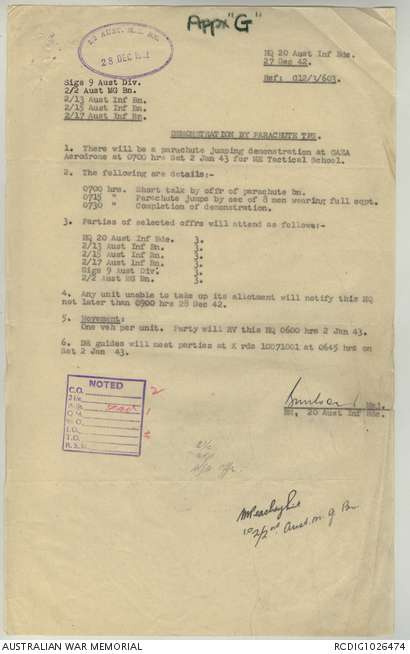 Appx "G"
28 DEC
HQ 20 Aust Inf Bde.
27 Dec 42.
Ref: G12/3/603.
Sigs 9 Aust Div.
2/2 Aust MG Bn.
2/13 Aust Inf Bn.
2/15 Aust Inf Bn.
2/17 Aust Inf Bn.
DEMONSTRATION BY PARACHUTE TPS.
1. There will be a parachute jumping demonstration at GAZA
Aerodrome at 0700 hrs Sat 2 Jan 43 for ME Tactical School.
2. The following are details:-
0700 hrs. Short talk by offr of parachute bn.
0715 " Parachute jumps by sec of 8 men wearing full eqpt.
0730 " Completion of demonstration.
3. Parties of selected offrs will attend as follows:-
HQ 20 Aust Inf Bde. 3.
2/13 Aust Inf Bn. 3.
2/15 Aust Inf Bn. 3.
2/17 Aust Inf Bn. 3.
Sigs 9 Aust Div. 3.
2/2 Aust MG Bn. 3.
4. Any unit unable to take up its allotment will notify this HQ
not later than 0900 hrs 28 Dec 42.
5. Movement:
One veh per unit. Party will RV this HQ 0600 hrs 2 Jan 43.
6. DR guides will meet parties at X rds 10071001 at 0645 hrs on
Sat 2 Jan 43.
NOTED
C.O.
2 i/c
Adj.
Q.M.
M.O.
I.O.
T.O.
R.S.M.
2
1
Maj.
BM, 20 Aust Inf Bde.
2/c
2/2nd Aust. M. G Bn
AUSTRALIAN WAR MEMORIAL
RCDIG1026474